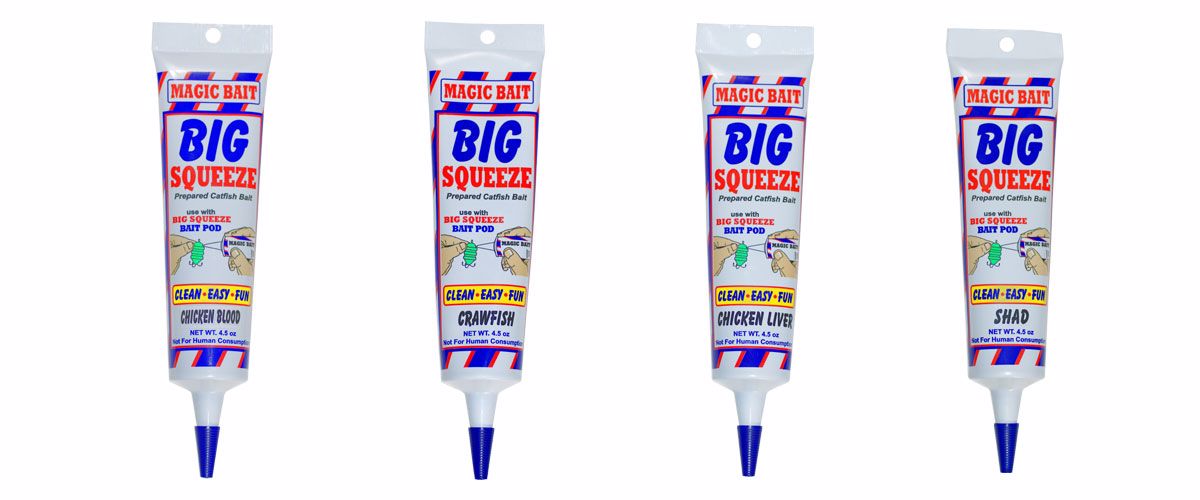 MAGIC BAIT
BIG
SQUEEZE
Prepared Catfish Bait
use with
BIG SQUEEZE
BAIT POD
MAGIC BAIT
CLEAN • EASY • FUN
CHICKEN BLOOD
NET WT. 4.5 oz
Not For Human Consumption
MAGIC BAIT
BIG
SQUEEZE
Prepared Catfish Bait
use with
BIG SQUEEZE
BAIT POD
MAGIC BAIT
CLEAN • EASY • FUN
CRAWFISH
NET WT. 4.5 oz
Not For Human Consumption
MAGIC BAIT
BIG
SQUEEZE
Prepared Catfish Bait
use with
BIG SQUEEZE
BAIT POD
MAGIC BAIT
CLEAN • EASY • FUN
CHICKEN LIVER
NET WT. 4.5 oz
Not For Human Consumption
MAGIC BAIT
BIG
SQUEEZE
Prepared Catfish Bait
use with
BIG SQUEEZE
BAIT POD
MAGIC BAIT
CLEAN • EASY • FUN
SHAD
NET WT. 4.5 oz
Not For Human Consumption